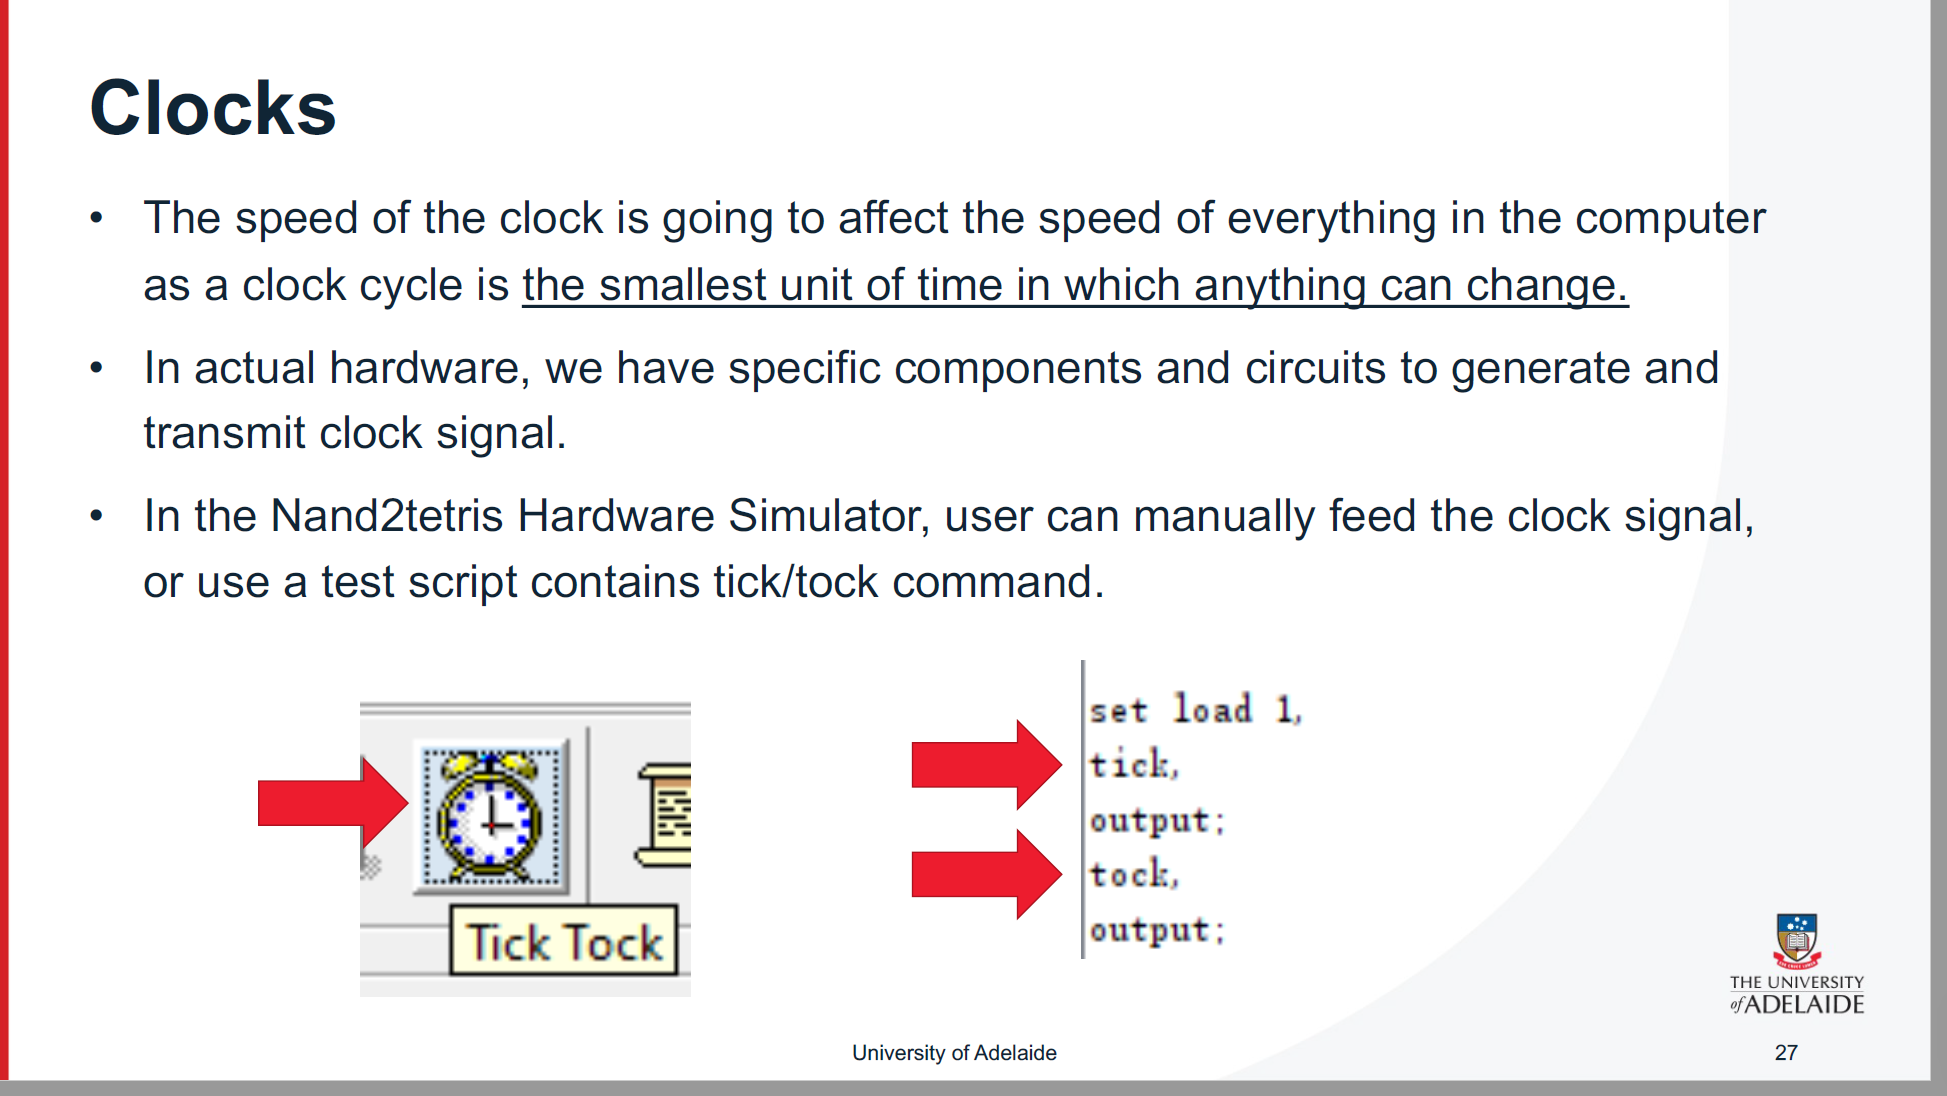 Clocks
• The speed of the clock is going to affect the speed of everything in the computer
as a clock cycle is the smallest unit of time in which anything can change.
• In actual hardware, we have specific components and circuits to generate and
transmit clock signal.
• In the Nand2tetris Hardware Simulator, user can manually feed the clock signal,
or use a test script contains tick/tock command.
Tick Tock
set load 1,
tick,
output;
tock,
output;
THE UNIVERSITY
of ADELAIDE
University of Adelaide
27